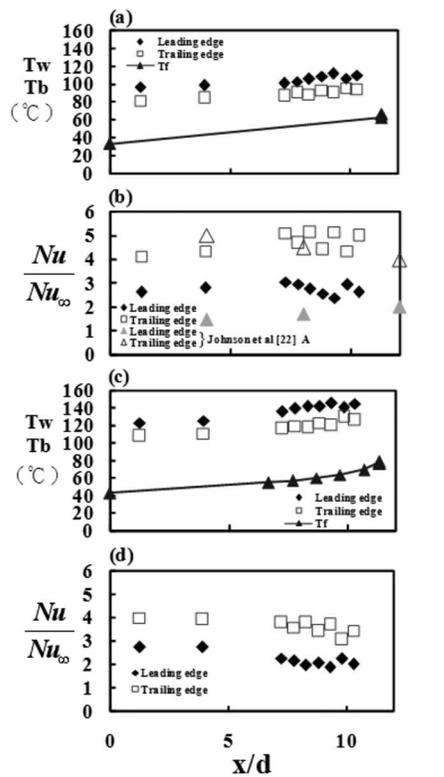 (a)
160
140
120
100
80
60
40
20
0
Tw
Tb
(℃)
Leading edge
Trailing edge
Tf
(b)
6
5
4
3
2
1
0
Nu
Nu∞
Leading edge
Trailing edge
Leading edge
Trailing edge
} Johnson et al [22] A
(c)
160
140
120
100
80
60
40
20
0
Tw
Tb
(℃)
Leading edge
Trailing edge
Tf
(d)
6
5
4
3
2
1
0
Nu
Nu∞
Leading edge
Trailing edge
0 5 10
x/d